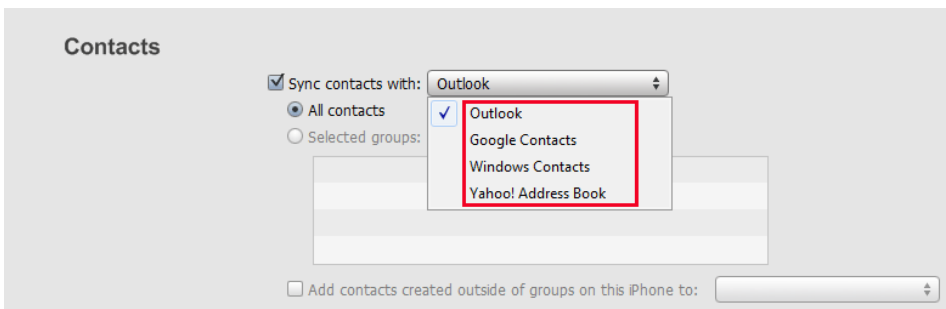 Contacts
Sync contacts with: Outlook
All contacts
Outlook
Selected groups:
Google Contacts
Windows Contacts
Yahoo! Address Book
Add contacts created outside of groups on this iPhone to: